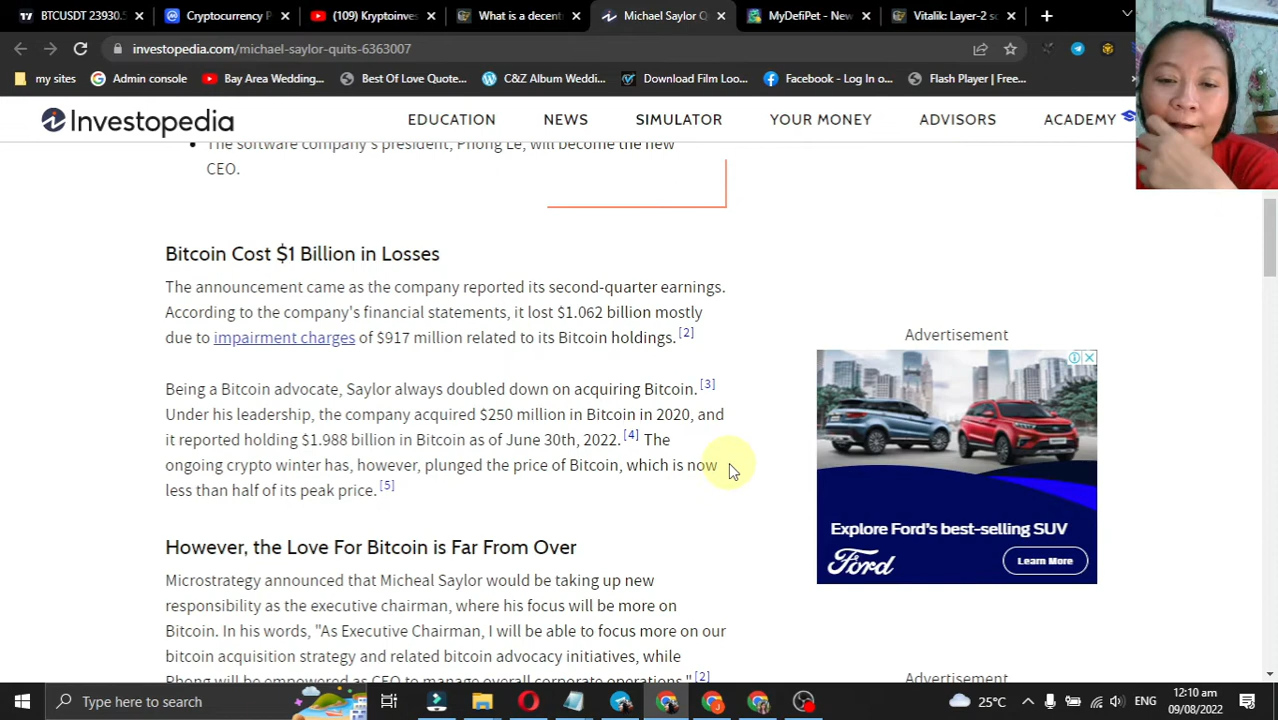 BTCUSDT 23930.5
Cryptocurrency P
(109) Kryptoinves
What is a decent
Michael Saylor Q
MyDefiPet - New
Vitalik: Layer-2 s
investopedia.com/michael-saylor-quits-6363007
my sites
Admin console
Bay Area Wedding...
Best Of Love Quote...
C&Z Album Weddin...
Download Film Loo...
Facebook - Log In o...
Flash Player | Free...
Investopedia
EDUCATION
NEWS
SIMULATOR
YOUR MONEY
ADVISORS
ACADEMY
The software company's president, Phong Le, will become the new
CEO.
Bitcoin Cost $1 Billion in Losses
The announcement came as the company reported its second-quarter earnings.
According to the company's financial statements, it lost $1.062 billion mostly
due to impairment charges of $917 million related to its Bitcoin holdings. [2]
Being a Bitcoin advocate, Saylor always doubled down on acquiring Bitcoin. [3]
Under his leadership, the company acquired $250 million in Bitcoin in 2020, and
it reported holding $1.988 billion in Bitcoin as of June 30th, 2022. [4] The
ongoing crypto winter has, however, plunged the price of Bitcoin, which is now
less than half of its peak price. [5]
However, the Love For Bitcoin is Far From Over
Microstrategy announced that Micheal Saylor would be taking up new
responsibility as the executive chairman, where his focus will be more on
Bitcoin. In his words, "As Executive Chairman, I will be able to focus more on our
bitcoin acquisition strategy and related bitcoin advocacy initiatives, while
Phong will be empowered as CEO to manage overall corporate operations." [2]
Advertisement
Explore Ford's best-selling SUV
Ford
Learn More
Advertisement
Type here to search
25°C
ENG
12:10 am
09/08/2022